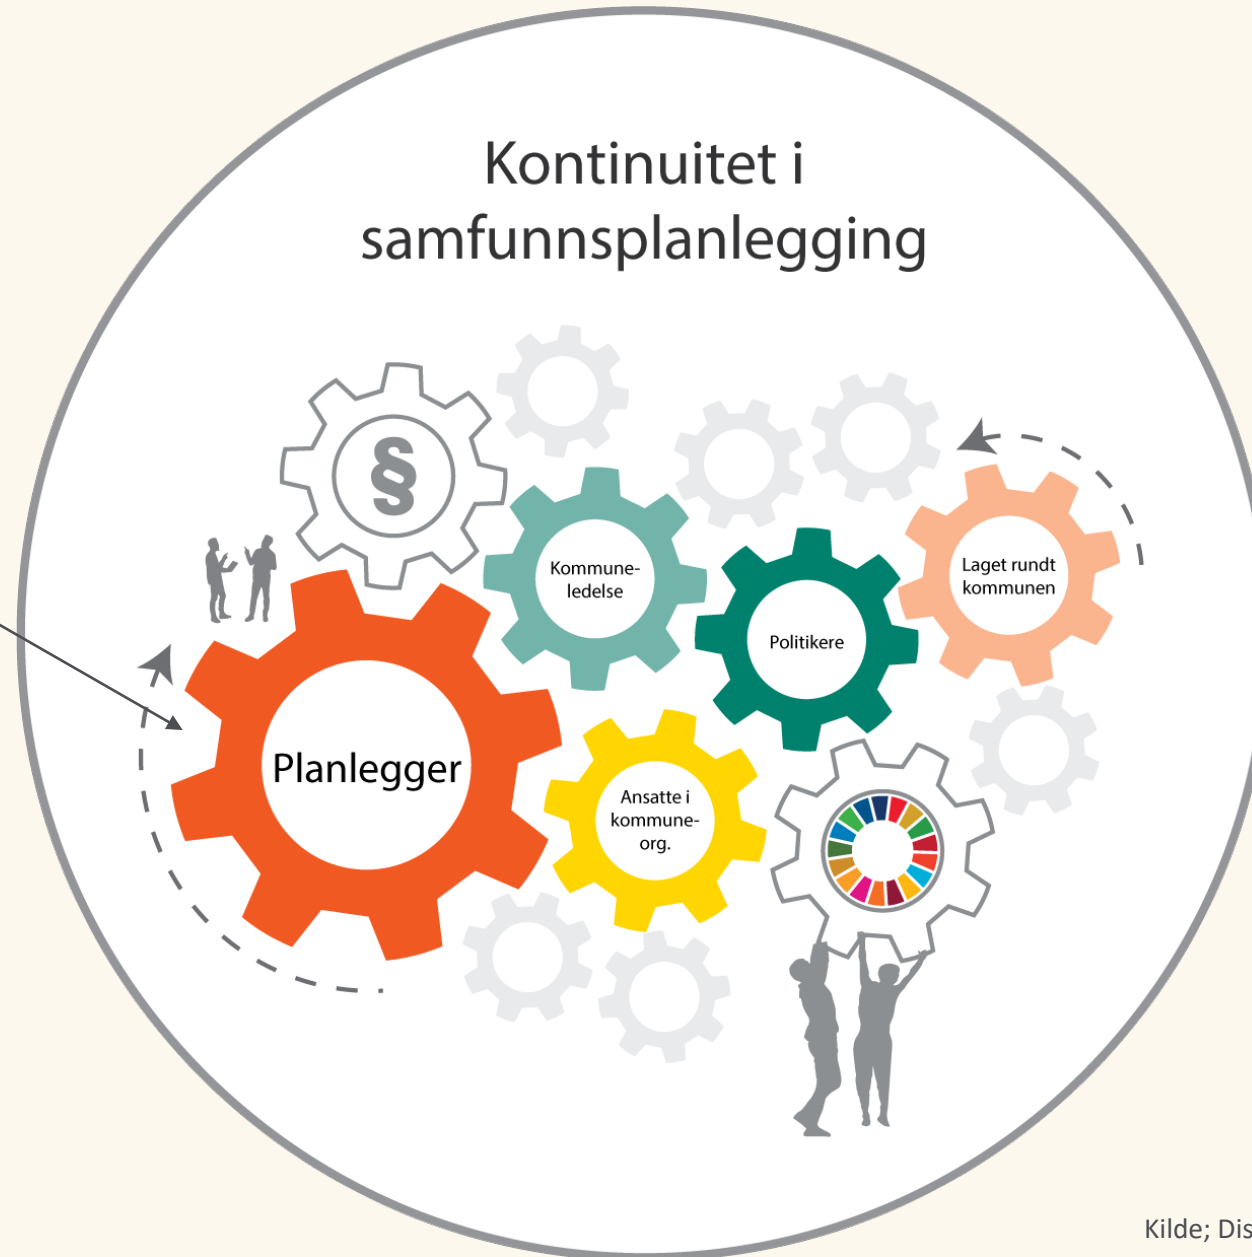 Kontinuitet i
samfunnsplanlegging
§
Kommune-
ledelse
Laget rundt
kommunen
Politikere
Planlegger
Ansatte i
kommune-
org.
Kilde; Dis